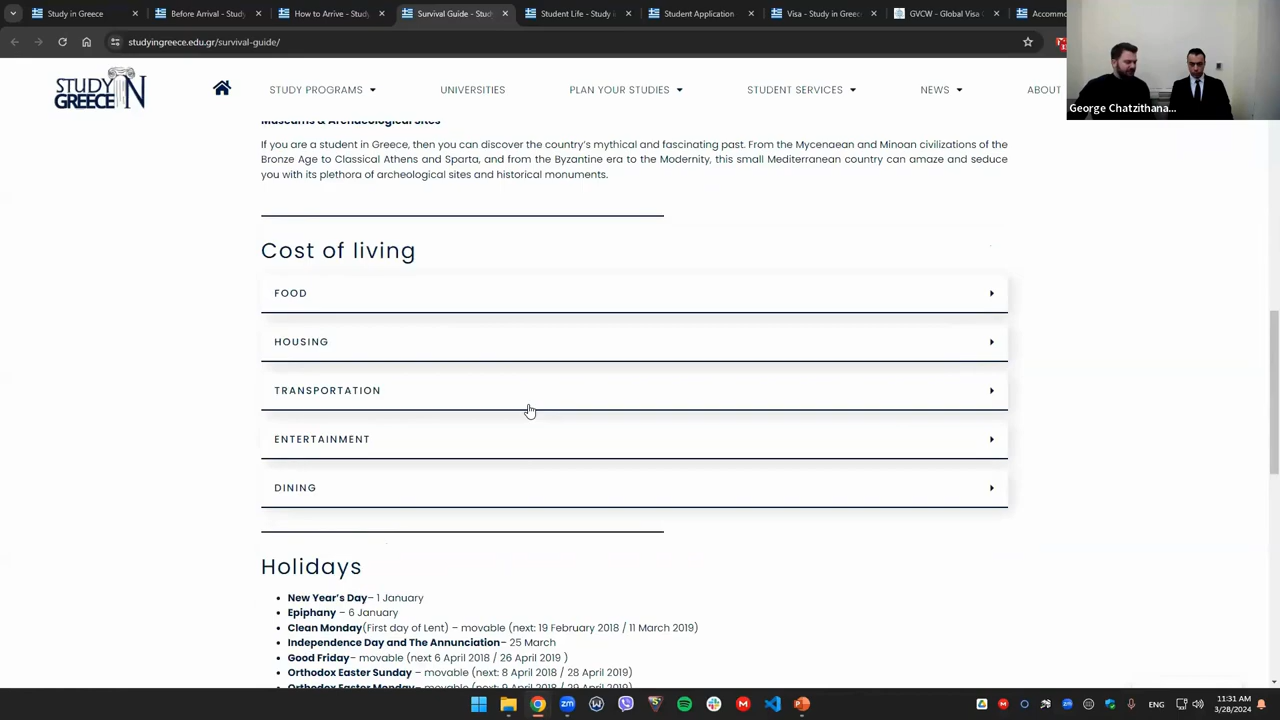 Study in Greece
Before Arrival - Study
How to Arrive - Study
Survival Guide - Stud
Student Life - Study
Student Application
Visa - Study in Greec
GVCW - Global Visa C
Accomm
studyingreece.edu.gr/survival-guide/
George Chatzithana...
STUDY IN
GREECE
STUDY PROGRAMS
UNIVERSITIES
PLAN YOUR STUDIES
STUDENT SERVICES
NEWS
ABOUT
Museums & Archaeological Sites
If you are a student in Greece, then you can discover the country's mythical and fascinating past. From the Mycenaean and Minoan civilizations of the
Bronze Age to Classical Athens and Sparta, and from the Byzantine era to the Modernity, this small Mediterranean country can amaze and seduce
you with its plethora of archeological sites and historical monuments.
Cost of living
FOOD
HOUSING
TRANSPORTATION
ENTERTAINMENT
DINING
Holidays
New Year's Day– 1 January
Epiphany – 6 January
Clean Monday(First day of Lent) – movable (next: 19 February 2018 / 11 March 2019)
Independence Day and The Annunciation– 25 March
Good Friday– movable (next 6 April 2018 / 26 April 2019 )
Orthodox Easter Sunday – movable (next: 8 April 2018 / 28 April 2019)
Orthodox Easter Monday– movable (next: 9 April 2018 / 29 April 2019)
ENG
11:31 AM
3/28/2024